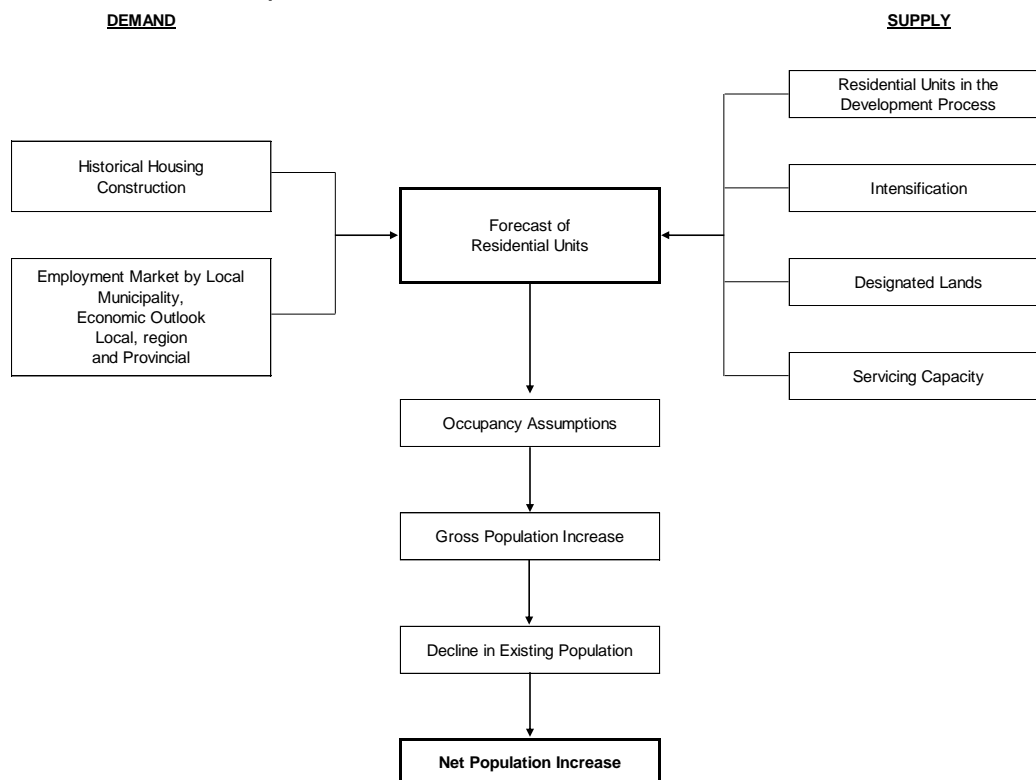 DEMAND
SUPPLY
Residential Units in the
Development Process
Historical Housing
Construction
Intensification
Forecast of
Residential Units
Employment Market by Local
Municipality,
Economic Outlook
Local, region
and Provincial
Designated Lands
Servicing Capacity
Occupancy Assumptions
Gross Population Increase
Decline in Existing Population
Net Population Increase